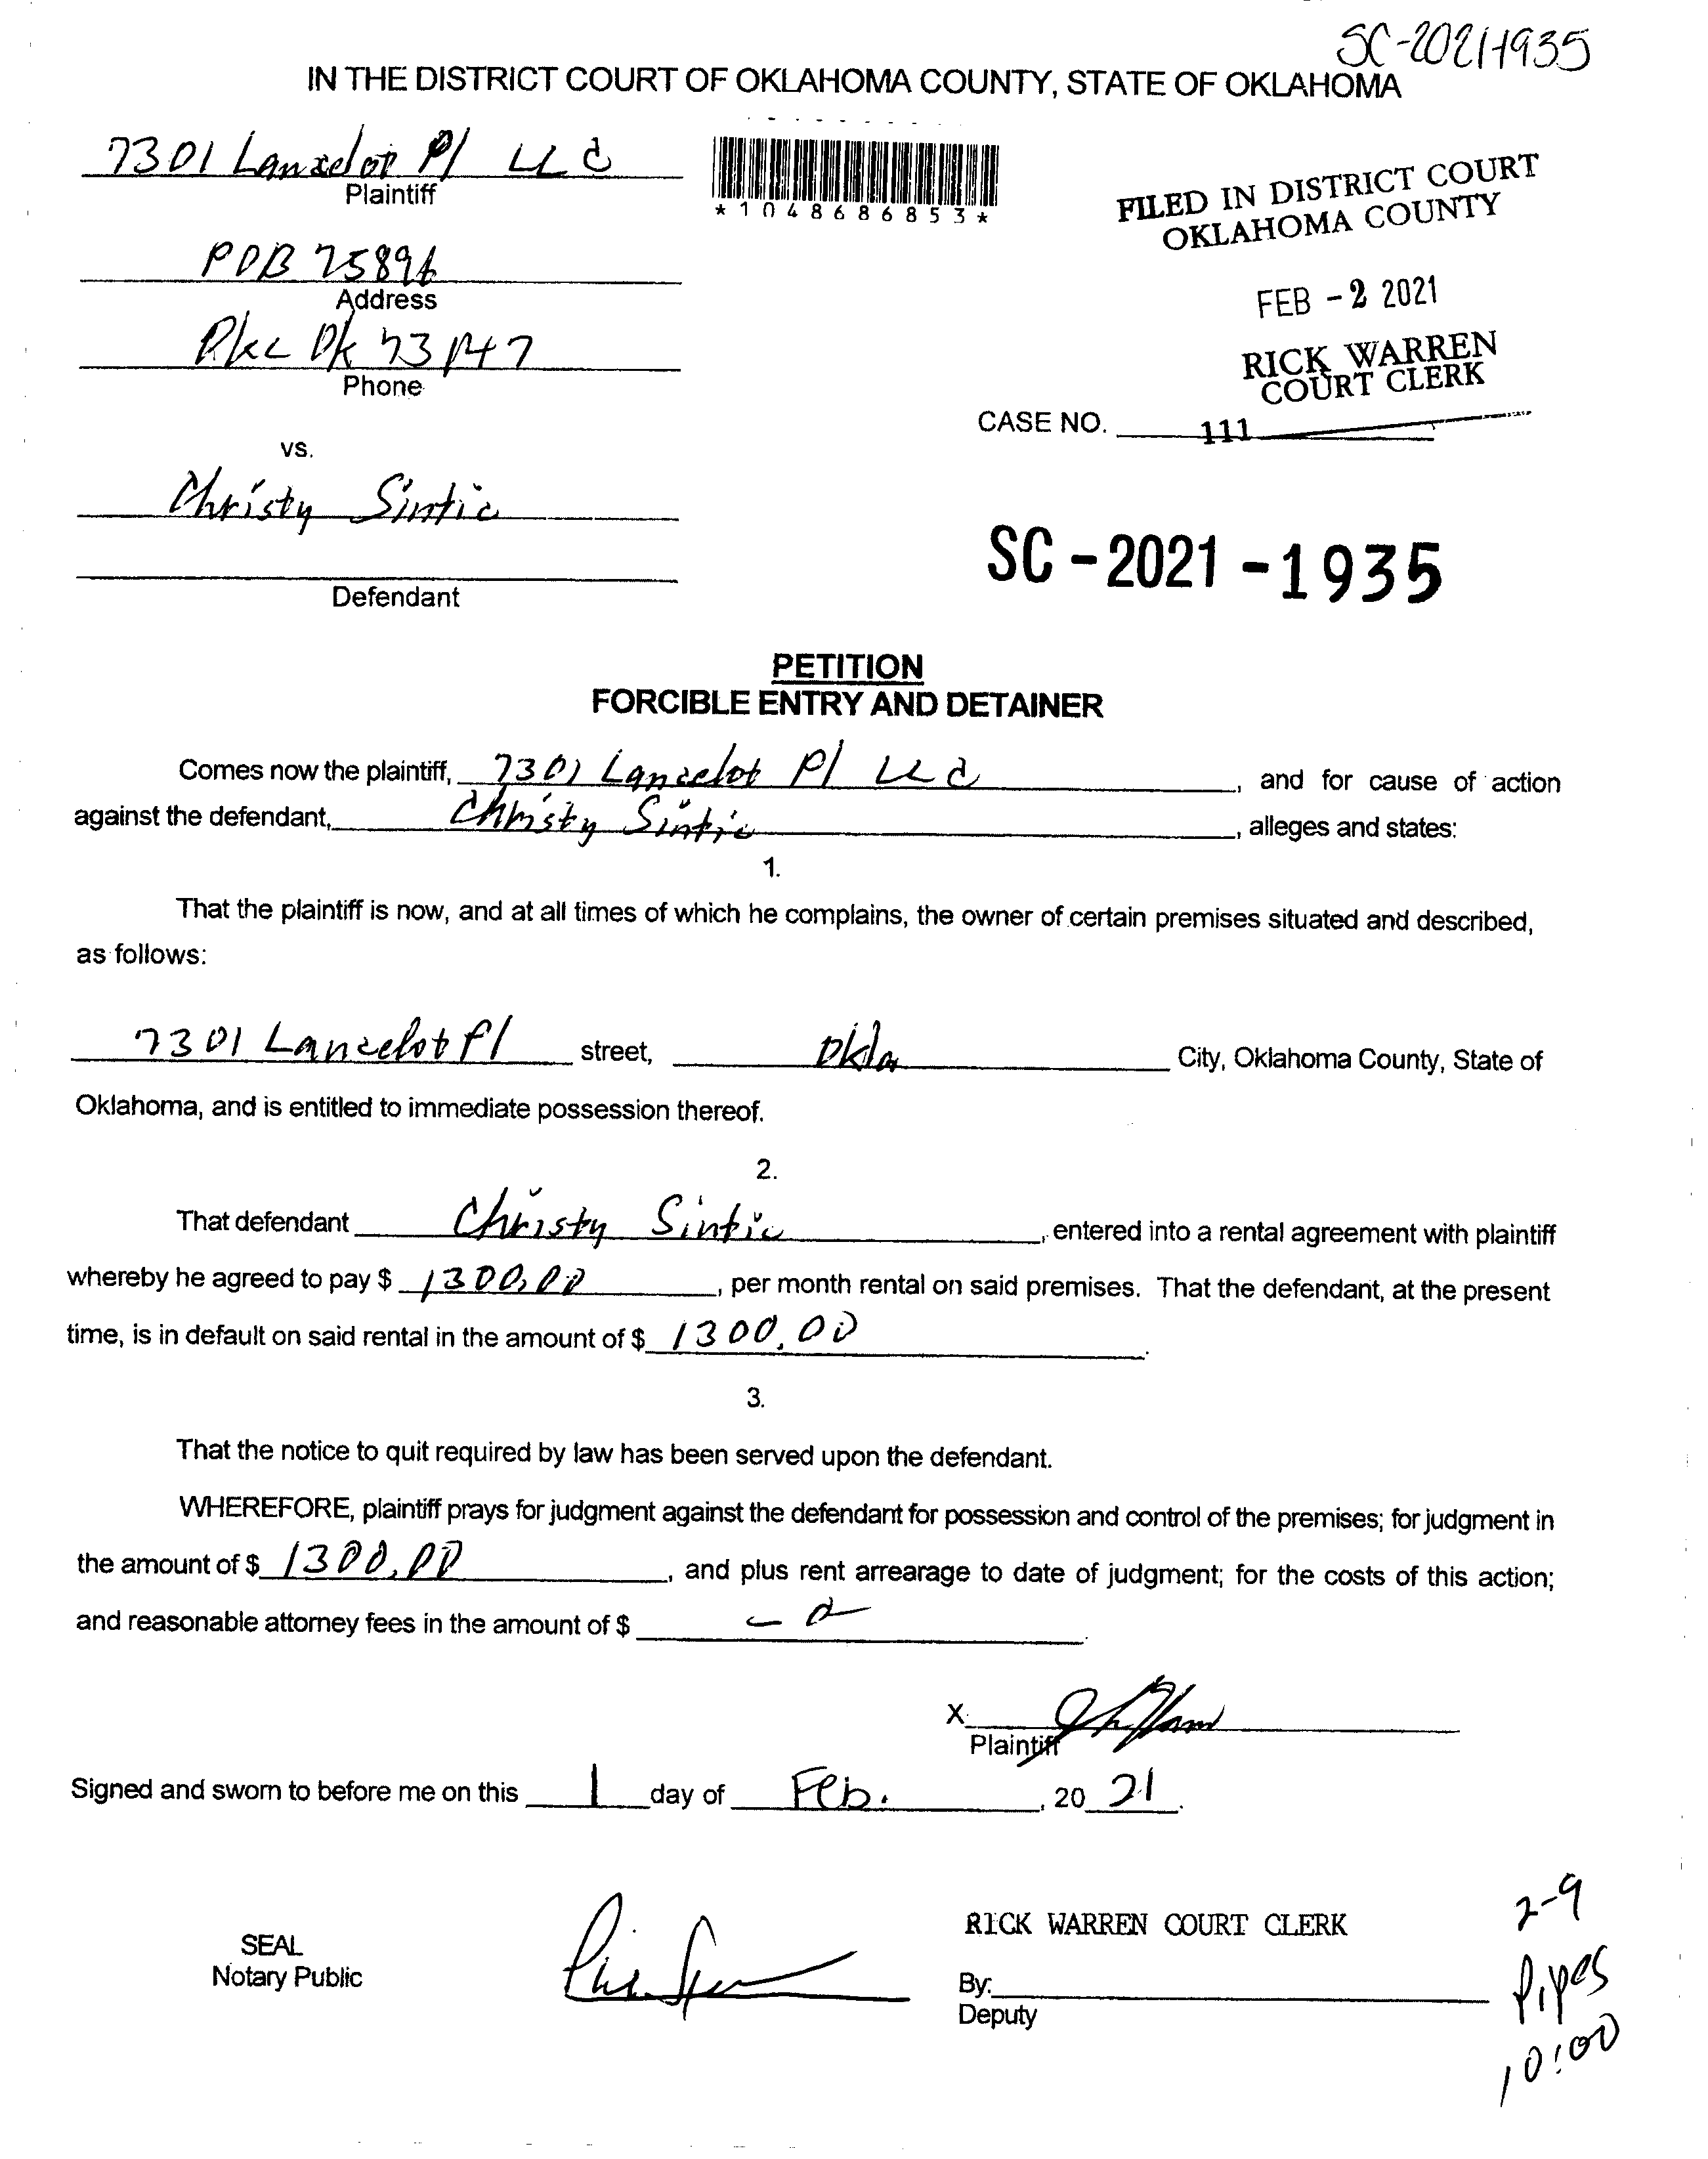 SC-2021-1935
IN THE DISTRICT COURT OF OKLAHOMA COUNTY, STATE OF OKLAHOMA
7301 Lancelot Pl LLC
Plaintiff
*1048686853*
FILED IN DISTRICT COURT
OKLAHOMA COUNTY
POB 75896
Address
FEB -2 2021
Okc Ok 73147
Phone
RICK WARREN
COURT CLERK
CASE NO. 111
vs.
Christy Sintic
Defendant
SC-2021-1935
PETITION
FORCIBLE ENTRY AND DETAINER
Comes now the plaintiff, 7301 Lancelot Pl LLC, and for cause of action
against the defendant, Christy Sintic, alleges and states:
1.
That the plaintiff is now, and at all times of which he complains, the owner of certain premises situated and described,
as follows:
7301 Lancelot Pl street, Okla City, Oklahoma County, State of
Oklahoma, and is entitled to immediate possession thereof.
2.
That defendant Christy Sintic, entered into a rental agreement with plaintiff
whereby he agreed to pay $ 1300.00, per month rental on said premises. That the defendant, at the present
time, is in default on said rental in the amount of $ 1300.00.
3.
That the notice to quit required by law has been served upon the defendant.
WHEREFORE, plaintiff prays for judgment against the defendant for possession and control of the premises; for judgment in
the amount of $ 1300.00, and plus rent arrearage to date of judgment; for the costs of this action;
and reasonable attorney fees in the amount of $
X
Plaintiff
Signed and sworn to before me on this 1 day of Feb., 20 21.
SEAL
Notary Public
RICK WARREN COURT CLERK
By:
Deputy
2-9
Pipes
10:00